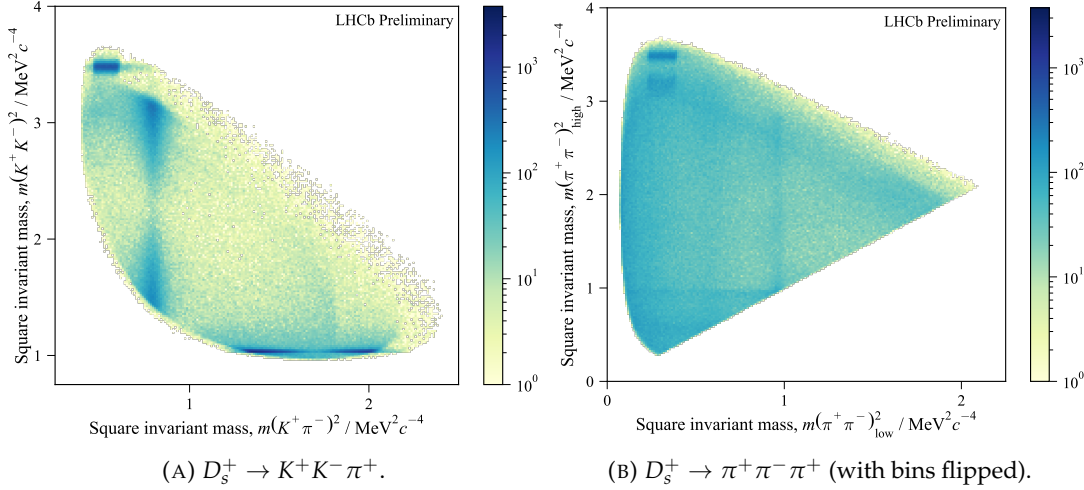 LHCb Preliminary
Square invariant mass, m(K⁺K⁻)² / MeV²c⁻⁴
4
3
2
1
1
2
Square invariant mass, m(K⁺π⁻)² / MeV²c⁻⁴
10³
10²
10¹
10⁰
(A) D_s⁺ → K⁺K⁻π⁺.
LHCb Preliminary
Square invariant mass, m(π⁺π⁻)²_high / MeV²c⁻⁴
4
3
2
1
0
0
1
2
Square invariant mass, m(π⁺π⁻)²_low / MeV²c⁻⁴
10³
10²
10¹
10⁰
(B) D_s⁺ → π⁺π⁻π⁺ (with bins flipped).